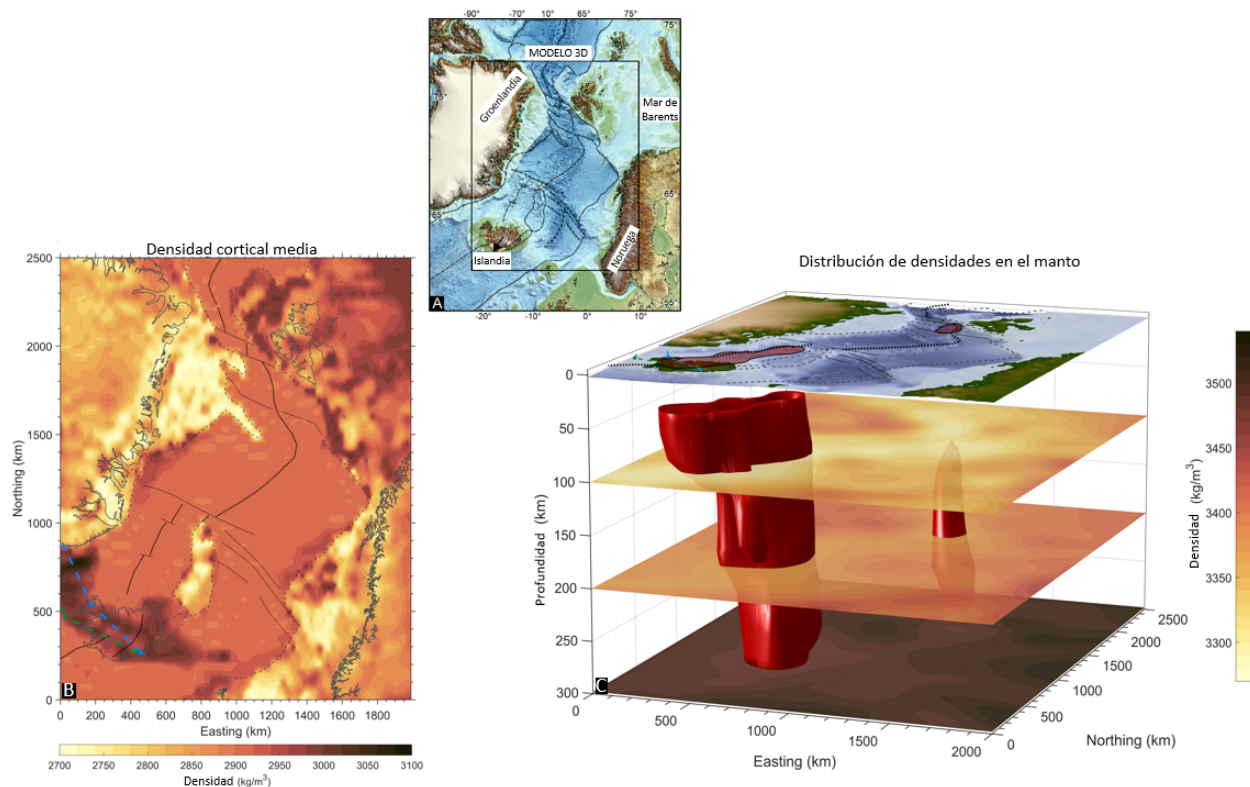 -90° -70° 10° 75°
75°
MODELO 3D
Groenlandia
75°
Mar de
Barents
65°
65°
Islandia
Noruega
A
55°
-20° -10° 0° 10°
Densidad cortical media
2500
2000
1500
1000
500
0
Northing (km)
B
0 200 400 600 800 1000 1200 1400 1600 1800
Easting (km)
2700 2750 2800 2850 2900 2950 3000 3050 3100
Densidad (kg/m³)
Distribución de densidades en el manto
0
50
100
150
200
250
300
Profundidad (km)
C
0
500
1000
1500
2000
Easting (km)
0
500
1000
1500
2000
2500
Northing (km)
3500
3450
3400
3350
3300
Densidad (kg/m³)